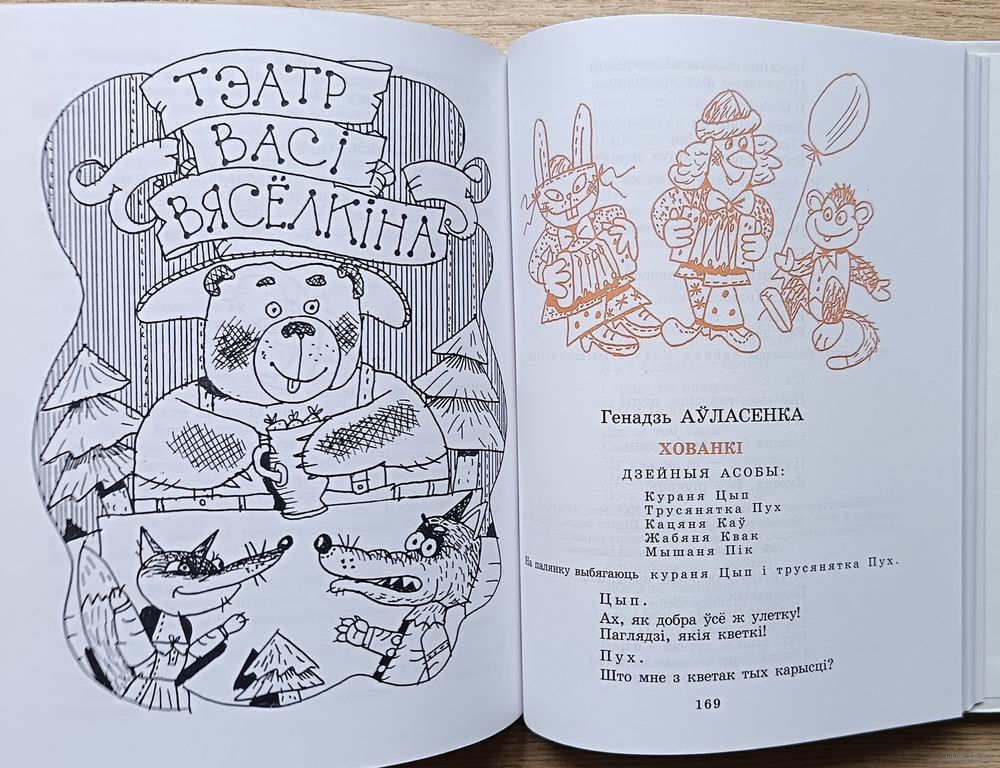 ТЭАТР
ВАСІ
ВЯСЁЛКІНА
Генадзь АЎЛАСЕНКА
ХОВАНКІ
ДЗЕЙНЫЯ АСОБЫ:
Кураня Цып
Трусянятка Пух
Кацяня Каў
Жабяня Квак
Мышаня Пік
На палянку выбягаюць кураня Цып і трусянятка Пух.
Цып.
Ах, як добра ўсё ж улетку!
Паглядзі, якія кветкі!
Пух.
Што мне з кветак тых карысці?
169